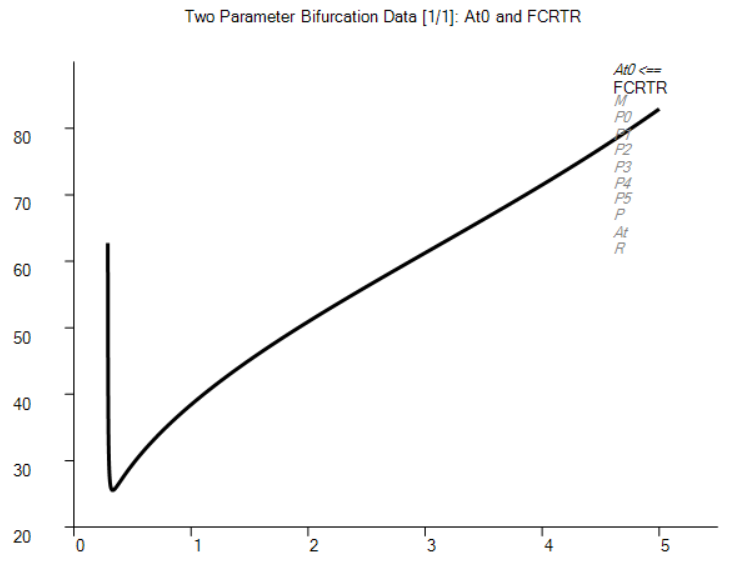 Two Parameter Bifurcation Data [1/1]: At0 and FCRTR
At0 <==
FCRTR
M
P0
P1
P2
P3
P4
P5
P
At
R
80
70
60
50
40
30
20
0 1 2 3 4 5